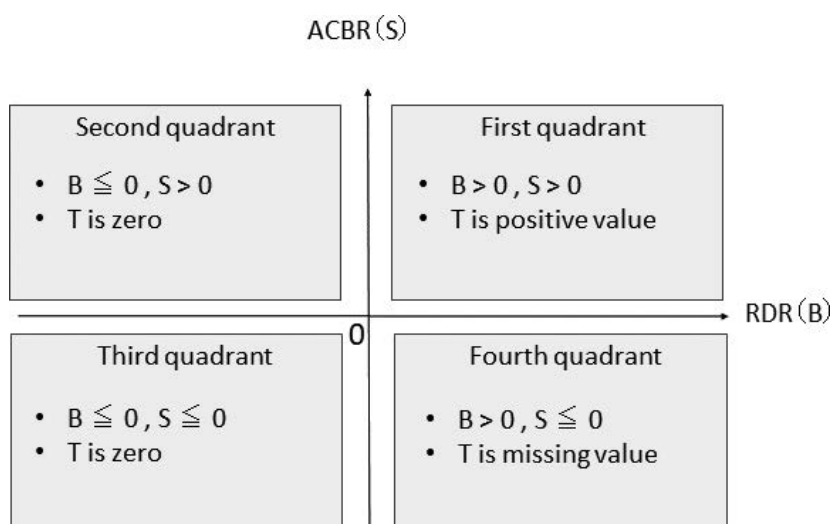 ACBR(S)
Second quadrant
• B ≦ 0 , S > 0
• T is zero
First quadrant
• B > 0 , S > 0
• T is positive value
RDR(B)
0
Third quadrant
• B ≦ 0 , S ≦ 0
• T is zero
Fourth quadrant
• B > 0 , S ≦ 0
• T is missing value